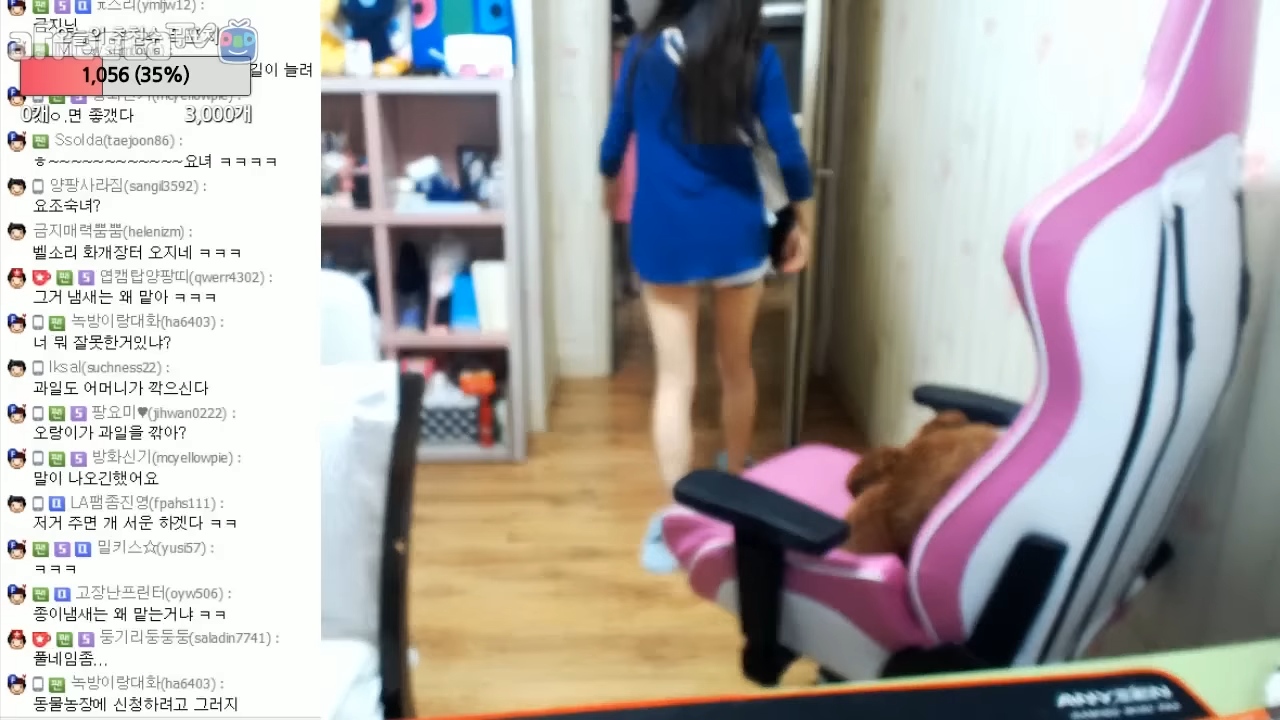 ㅠ스리(ymljw12) :
1,056 (35%)
길이 늘려
0개
3,000개
면 좋겠다
Ssolda(taejoon86) :
ㅎ~~~~~~~~~~~~요녀 ㅋㅋㅋㅋ
양팡사라짐(sangil3592) :
요조숙녀?
금지매력뿜뿜(helenizm) :
벨소리 화개장터 오지네 ㅋㅋㅋ
엽캠탑양팡띠(qwerr4302) :
그거 냄새는 왜 맡아 ㅋㅋㅋ
녹방이랑대화(ha6403) :
너 뭐 잘못한거있냐?
lksal(suchness22) :
과일도 어머니가 깍으신다
팡요미♥(jihwan0222) :
오랑이가 과일을 깎아?
방화신기(mcyellowpie) :
말이 나오긴했어요
LA팸좀진영(fpahs111) :
저거 주면 개 서운 하겟다 ㅋㅋ
밀키스☆(yusi57) :
ㅋㅋㅋ
고장난프린터(oyw506) :
종이냄새는 왜 맡는거냐 ㅋㅋ
둥기리둥둥둥(saladin7741) :
풀네임좀...
녹방이랑대화(ha6403) :
동물농장에 신청하려고 그러지
ANYZEN